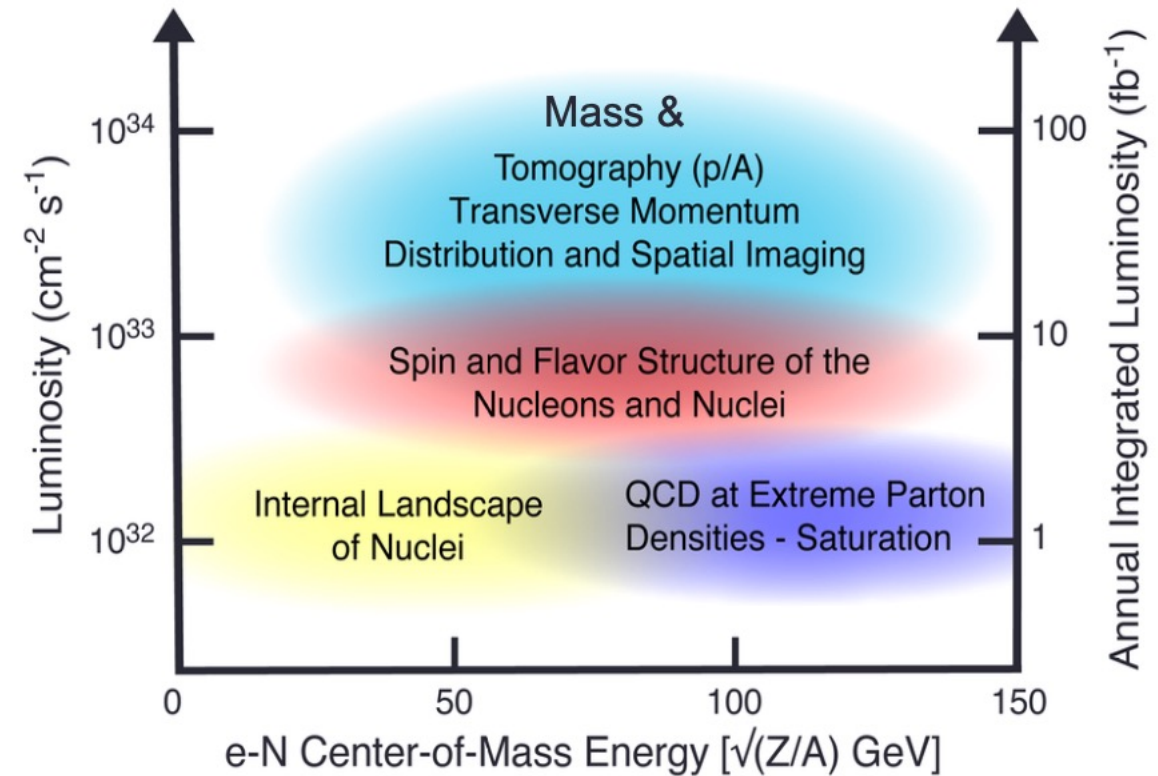 Mass &
Tomography (p/A)
Transverse Momentum
Distribution and Spatial Imaging
Spin and Flavor Structure of the
Nucleons and Nuclei
Internal Landscape
of Nuclei
QCD at Extreme Parton
Densities - Saturation
Luminosity (cm⁻² s⁻¹)
10³⁴
10³³
10³²
Annual Integrated Luminosity (fb⁻¹)
100
10
1
0 50 100 150
e-N Center-of-Mass Energy [√(Z/A) GeV]